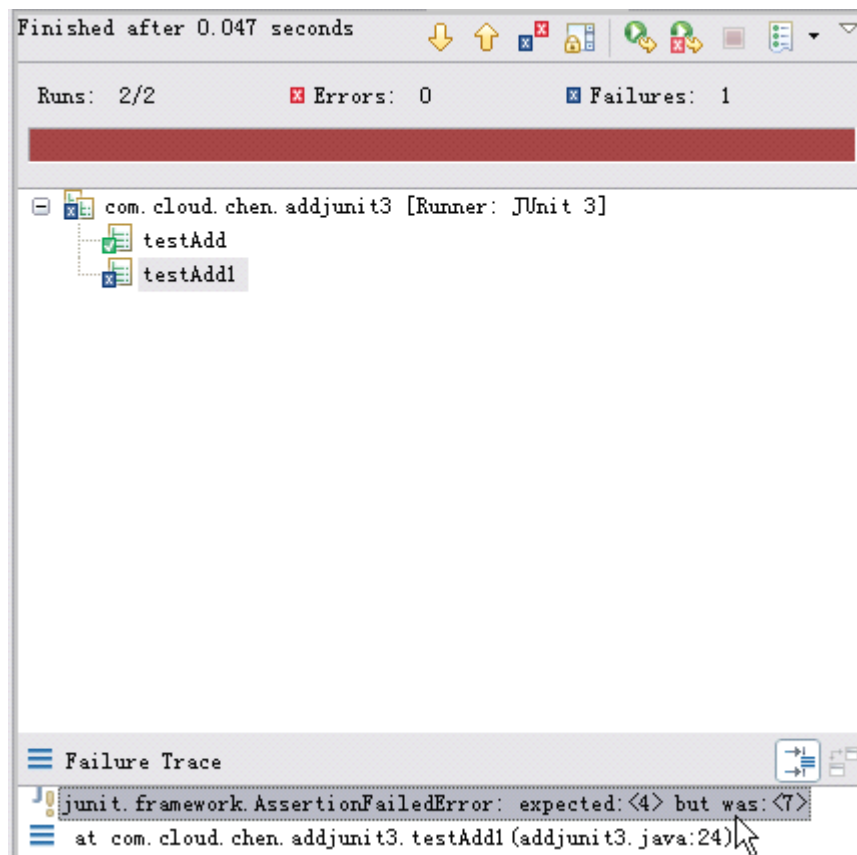 Finished after 0.047 seconds
Runs: 2/2 Errors: 0 Failures: 1
com.cloud.chen.addjunit3 [Runner: JUnit 3]
testAdd
testAdd1
Failure Trace
junit.framework.AssertionFailedError: expected:<4> but was:<7>
at com.cloud.chen.addjunit3.testAdd1(addjunit3.java:24)